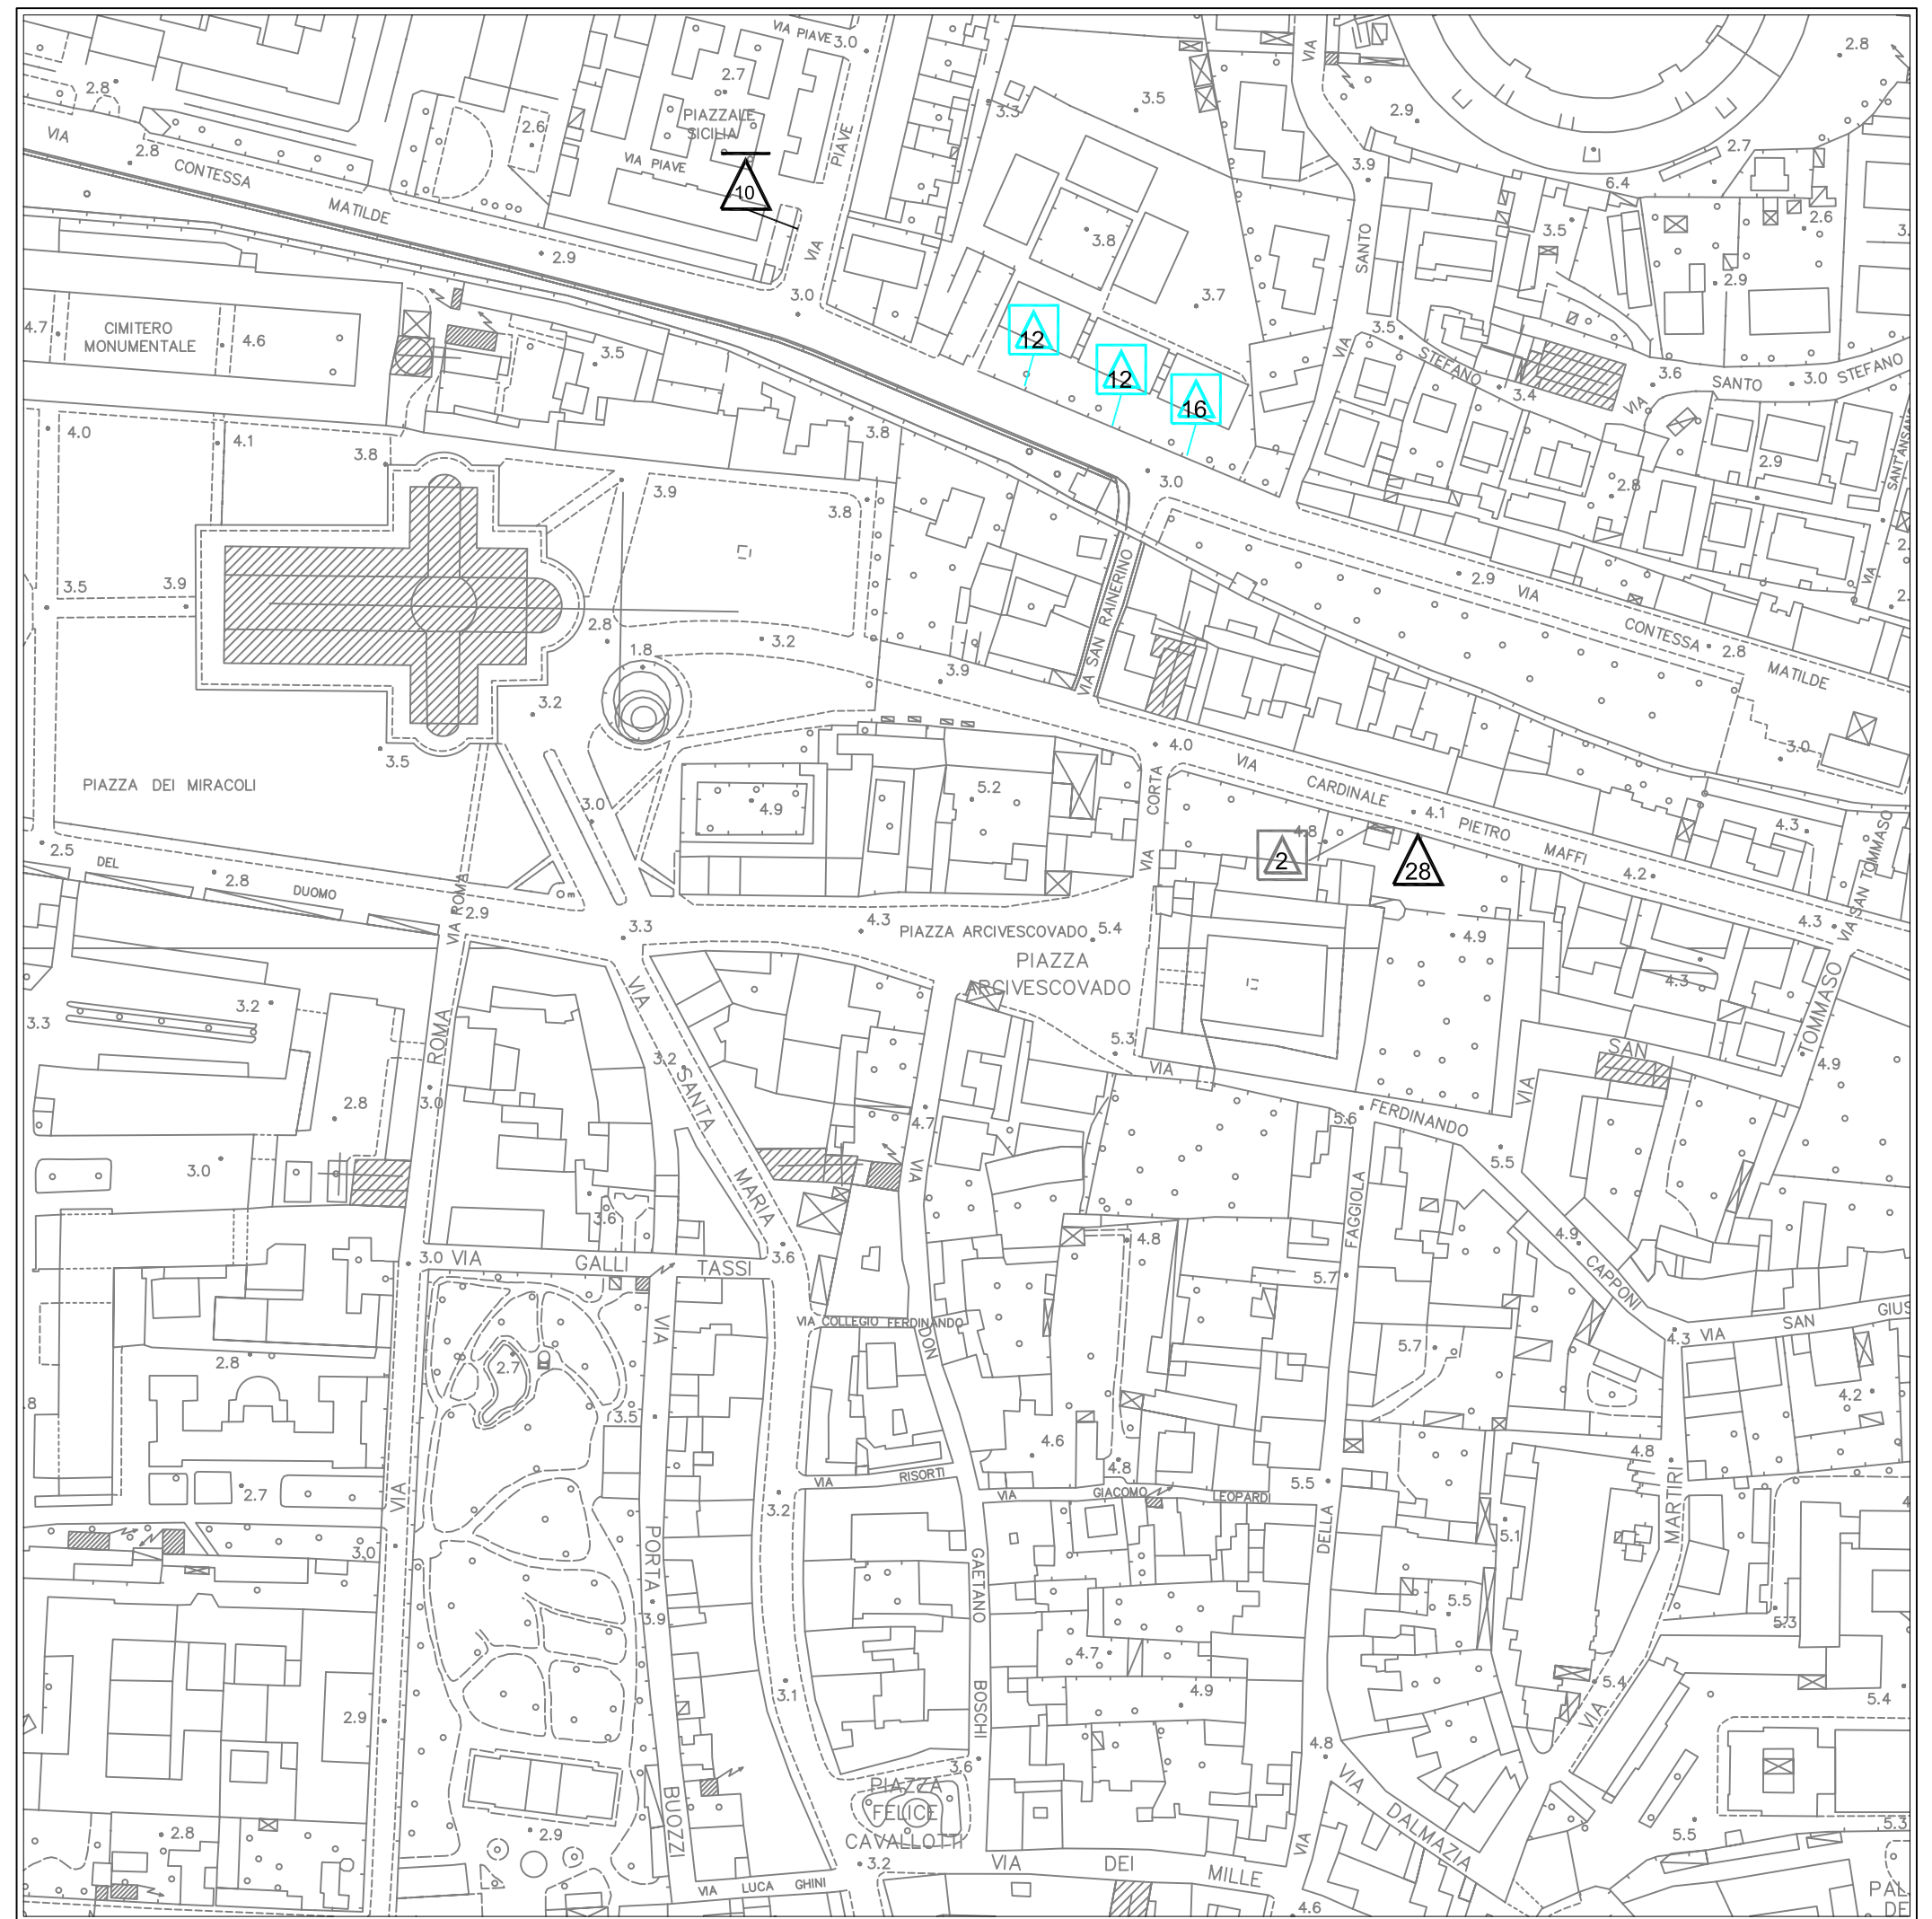 VIA PIAVE
3.0
2.8
2.8
2.7
2.6
PIAZZALE
SICILIA
VIA PIAVE
PIAVE
VIA
10
3.3
3.5
VIA
2.9
3.9
2.7
6.4
3.5
2.6
2.9
VIA
2.8
CONTESSA
MATILDE
2.9
3.0
3.8
3.7
SANTO
3.5
VIA
STEFANO
3.4
3.6
VIA
SANTO
3.0
STEFANO
12
12
16
4.7
CIMITERO
MONUMENTALE
4.6
3.5
4.0
4.1
3.8
3.8
3.9
3.8
3.0
2.9
2.8
3.5
3.9
2.8
1.8
3.2
3.9
VIA SAN RAINERINO
2.9
VIA
CONTESSA
2.8
MATILDE
VIA
3.2
3.5
4.0
VIA
CARDINALE
4.1
PIETRO
MAFFI
4.2
3.0
4.3
4.3
VIA SAN TOMMASO
PIAZZA DEI MIRACOLI
3.0
4.9
5.2
VIA CORTA
4.8
2
28
2.5
DEL
2.8
DUOMO
VIA ROMA
2.9
3.3
4.3
PIAZZA ARCIVESCOVADO
5.4
PIAZZA
ARCIVESCOVADO
4.9
4.3
3.2
3.3
ROMA
VIA
3.2
SANTA
MARIA
5.3
VIA
FERDINANDO
VIA
SAN
TOMMASO
4.9
2.8
3.0
3.0
4.7
VIA
5.6
5.5
4.9
CAPPONI
3.6
3.6
3.0
VIA
GALLI
TASSI
4.8
FAGGIOLA
5.7
5.7
4.3
VIA
SAN
GIUS
VIA COLLEGIO FERDINANDO
DON
VIA
2.8
2.7
3.5
4.6
4.8
4.2
4.8
2.7
VIA
3.2
VIA
RISORTI
VIA
GIACOMO
LEOPARDI
5.5
DELLA
5.1
MARTIRI
3.0
PORTA
3.9
GAETANO
4.7
5.5
5.3
2.9
3.1
BOSCHI
4.9
5.4
VIA
5.4
4.8
VIA
DALMAZIA
3.6
PIAZZA
FELICE
CAVALLOTTI
BUOZZI
2.8
2.9
3.2
VIA
DEI
MILLE
VIA
5.5
5.3
VIA
LUCA
GHINI
4.6
PAL
DE